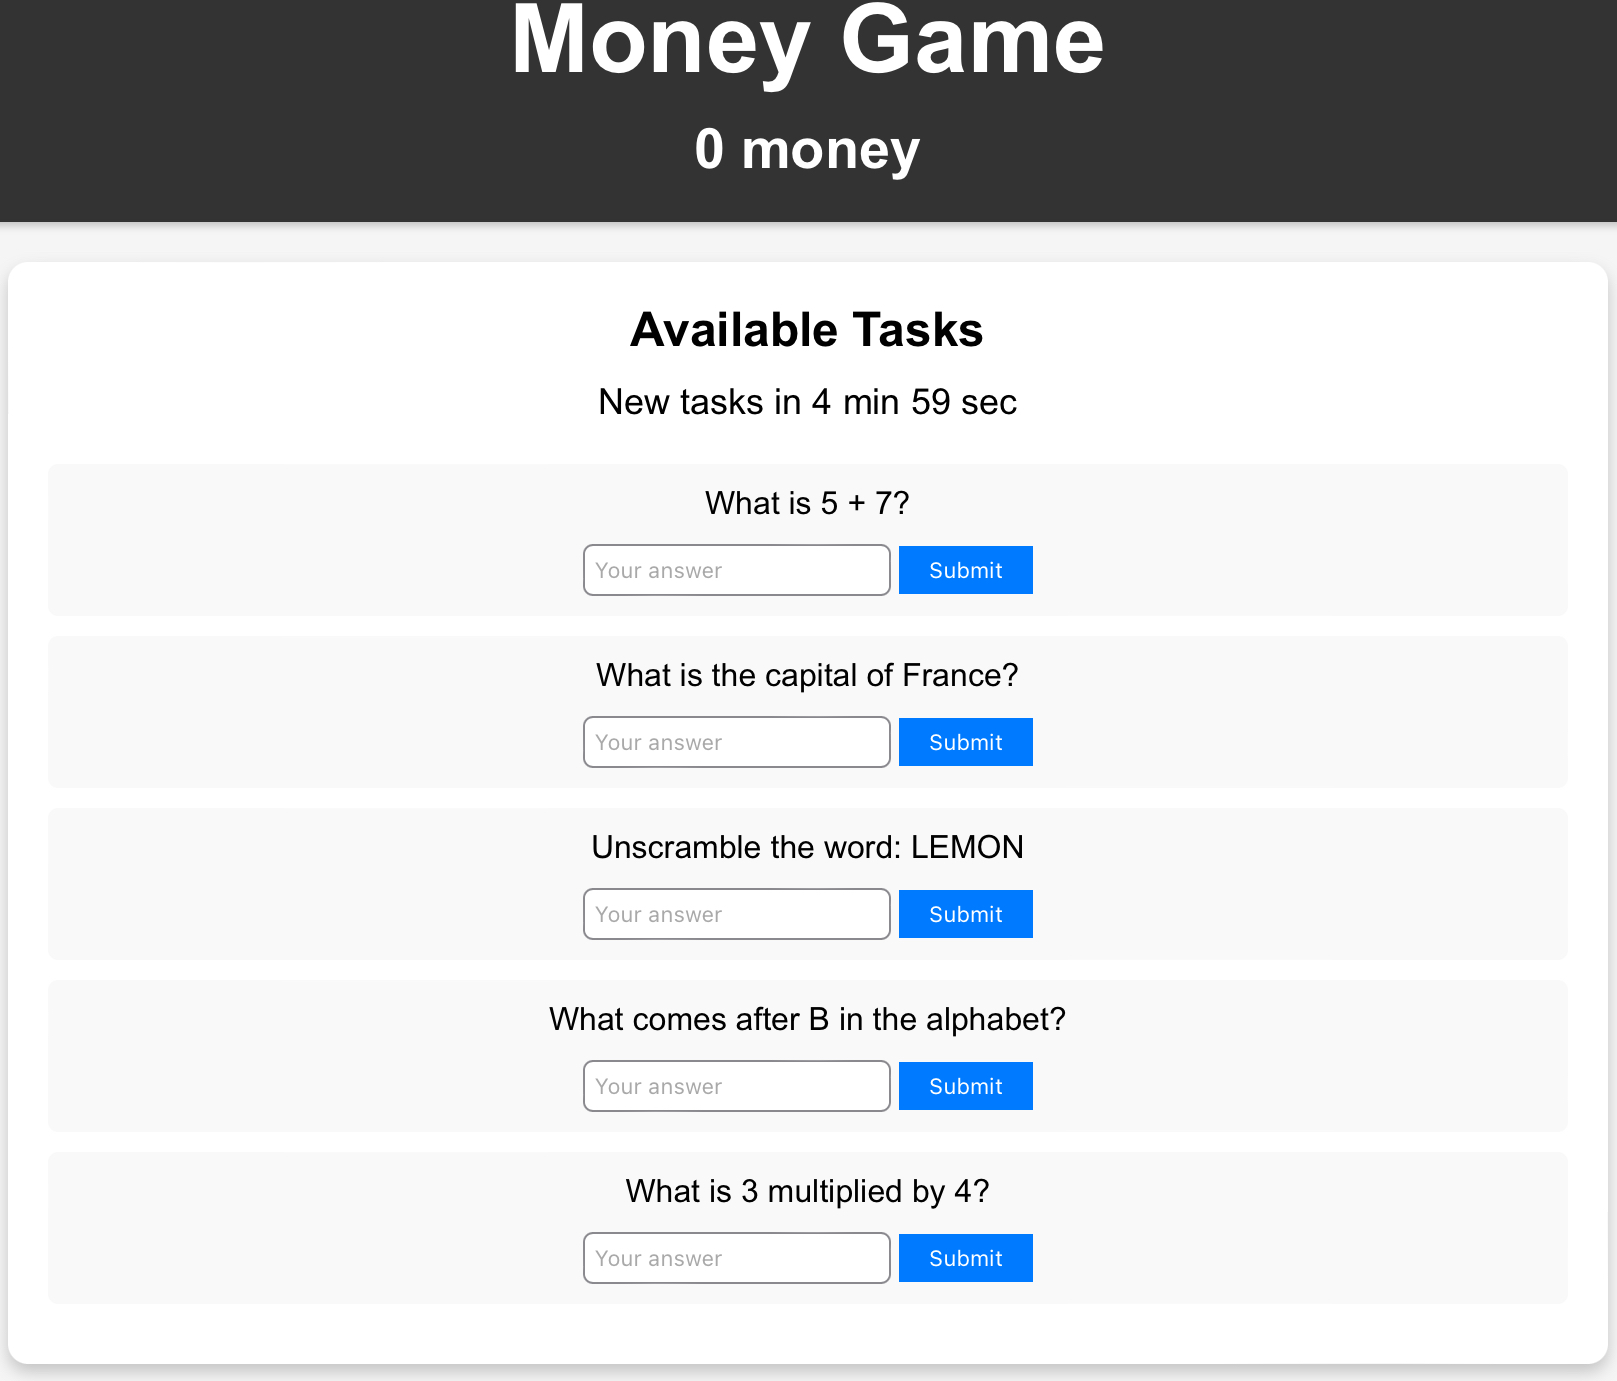 Money Game
0 money
Available Tasks
New tasks in 4 min 59 sec
What is 5 + 7?
Your answer Submit
What is the capital of France?
Your answer Submit
Unscramble the word: LEMON
Your answer Submit
What comes after B in the alphabet?
Your answer Submit
What is 3 multiplied by 4?
Your answer Submit